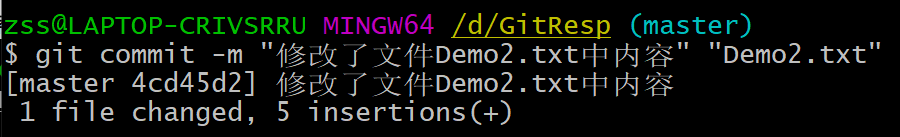 zss@LAPTOP-CRIVSRRU MINGW64 /d/GitResp (master)
$ git commit -m "修改了文件Demo2.txt中内容" "Demo2.txt"
[master 4cd45d2] 修改了文件Demo2.txt中内容
 1 file changed, 5 insertions(+)